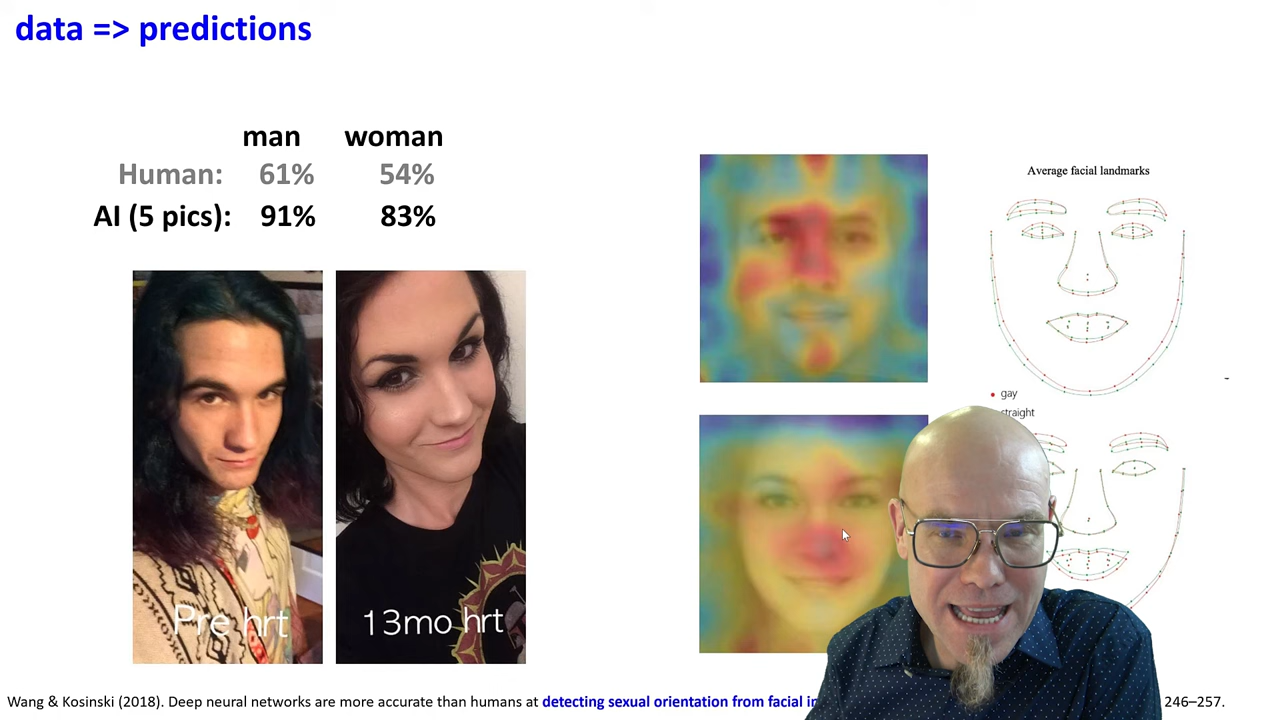 data => predictions
man woman
Human: 61% 54%
AI (5 pics): 91% 83%
Average facial landmarks
gay
straight
Pre hrt
13mo hrt
Wang & Kosinski (2018). Deep neural networks are more accurate than humans at detecting sexual orientation from facial 246–257.